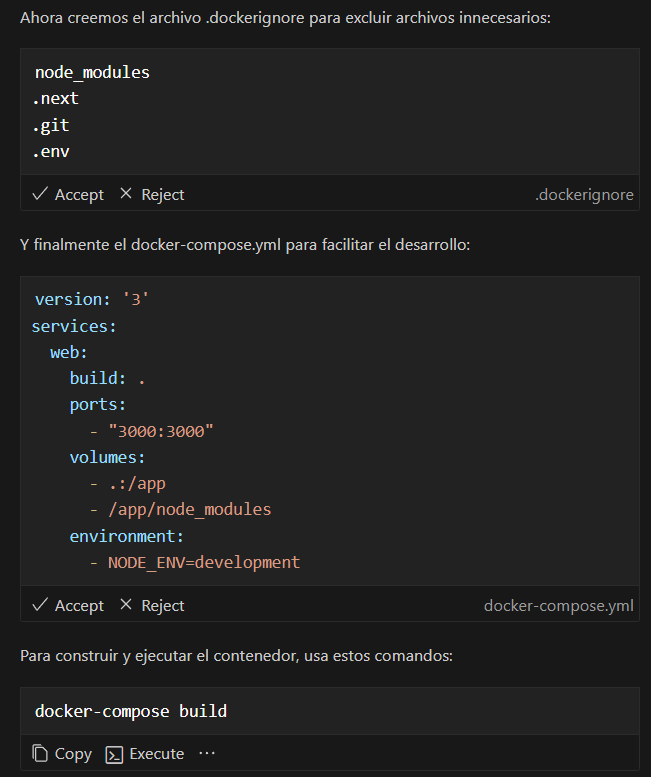 Ahora creemos el archivo .dockerignore para excluir archivos innecesarios:
node_modules
.next
.git
.env
Accept Reject .dockerignore
Y finalmente el docker-compose.yml para facilitar el desarrollo:
version: '3'
services:
  web:
    build: .
    ports:
      - "3000:3000"
    volumes:
      - .:/app
      - /app/node_modules
    environment:
      - NODE_ENV=development
Accept Reject docker-compose.yml
Para construir y ejecutar el contenedor, usa estos comandos:
docker-compose build
Copy Execute ···